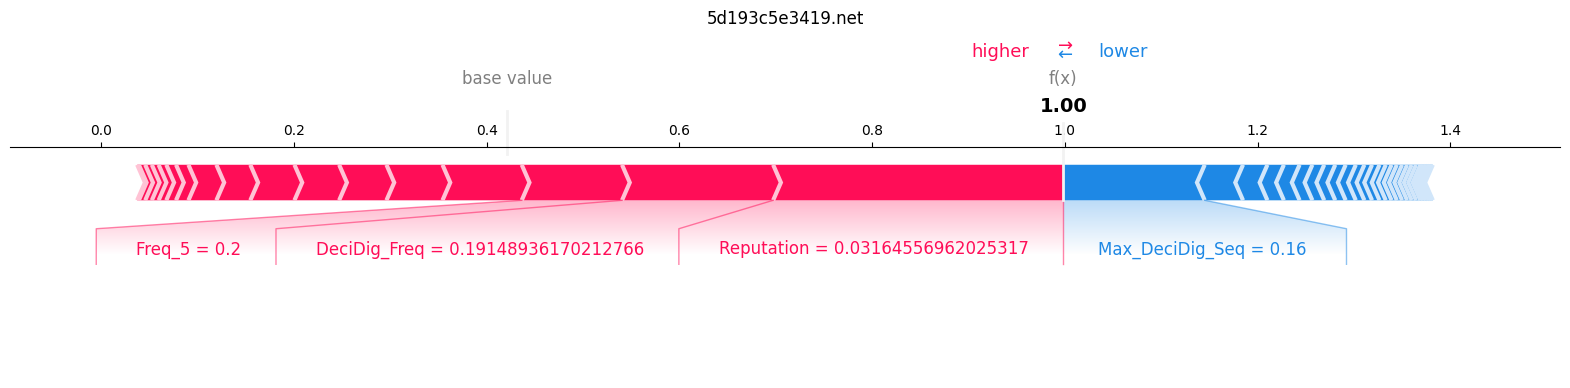 5d193c5e3419.net
higher ⇄ lower
base value f(x)
1.00
0.0 0.2 0.4 0.6 0.8 1.0 1.2 1.4
Freq_5 = 0.2 DeciDig_Freq = 0.19148936170212766 Reputation = 0.03164556962025317 Max_DeciDig_Seq = 0.16